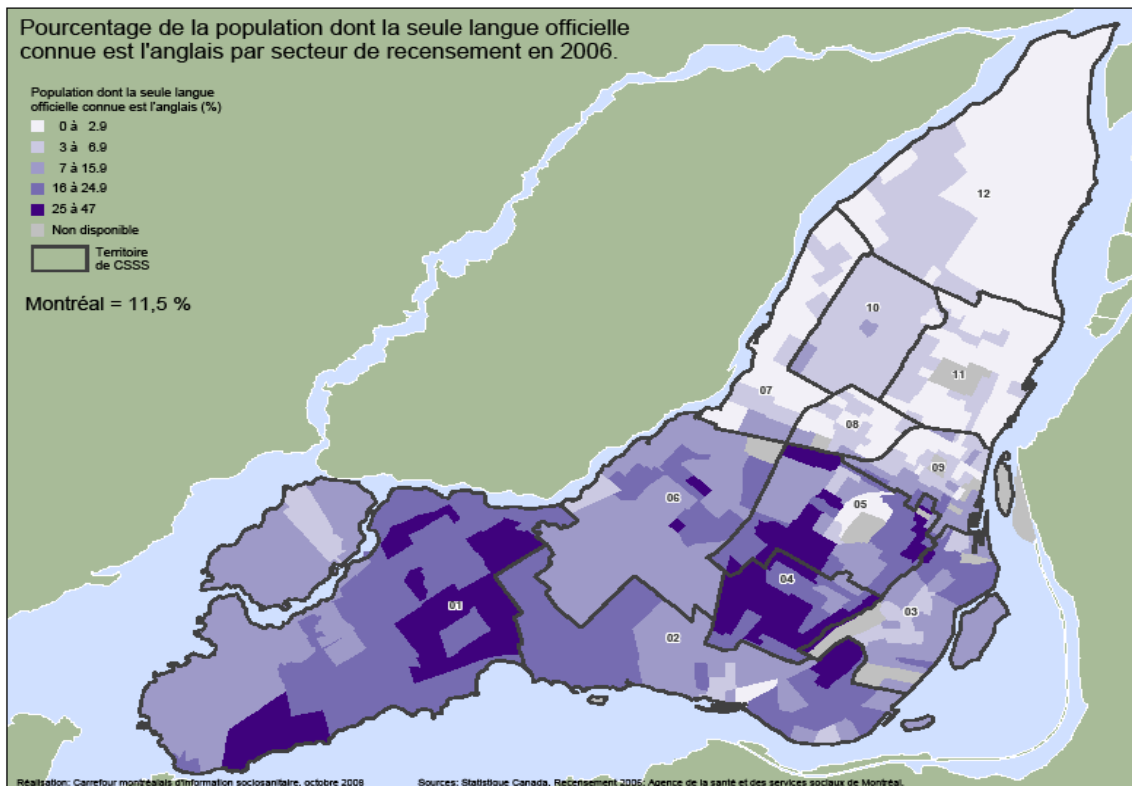 Pourcentage de la population dont la seule langue officielle
connue est l'anglais par secteur de recensement en 2006.
Population dont la seule langue
officielle connue est l'anglais (%)
0 à 2.9
3 à 6.9
7 à 15.9
16 à 24.9
25 à 47
Non disponible
Territoire
de CSSS
Montréal = 11,5 %
12
10
11
07
08
09
06
05
04
01
03
02
Réalisation: Carrefour montréalais d'information sociosanitaire, octobre 2008
Sources: Statistique Canada, Recensement 2006; Agence de la santé et des services sociaux de Montréal.